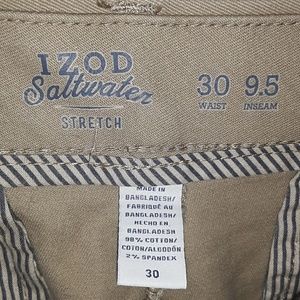 IZOD
Saltwater
STRETCH
30 9.5
WAIST INSEAM
MADE IN
BANGLADESH/
FABRIQUÉ AU
BANGLADESH/
HECHO EN
BANGLADESH
98% COTTON/
COTON/ALGODÓN
2% SPANDEX
30